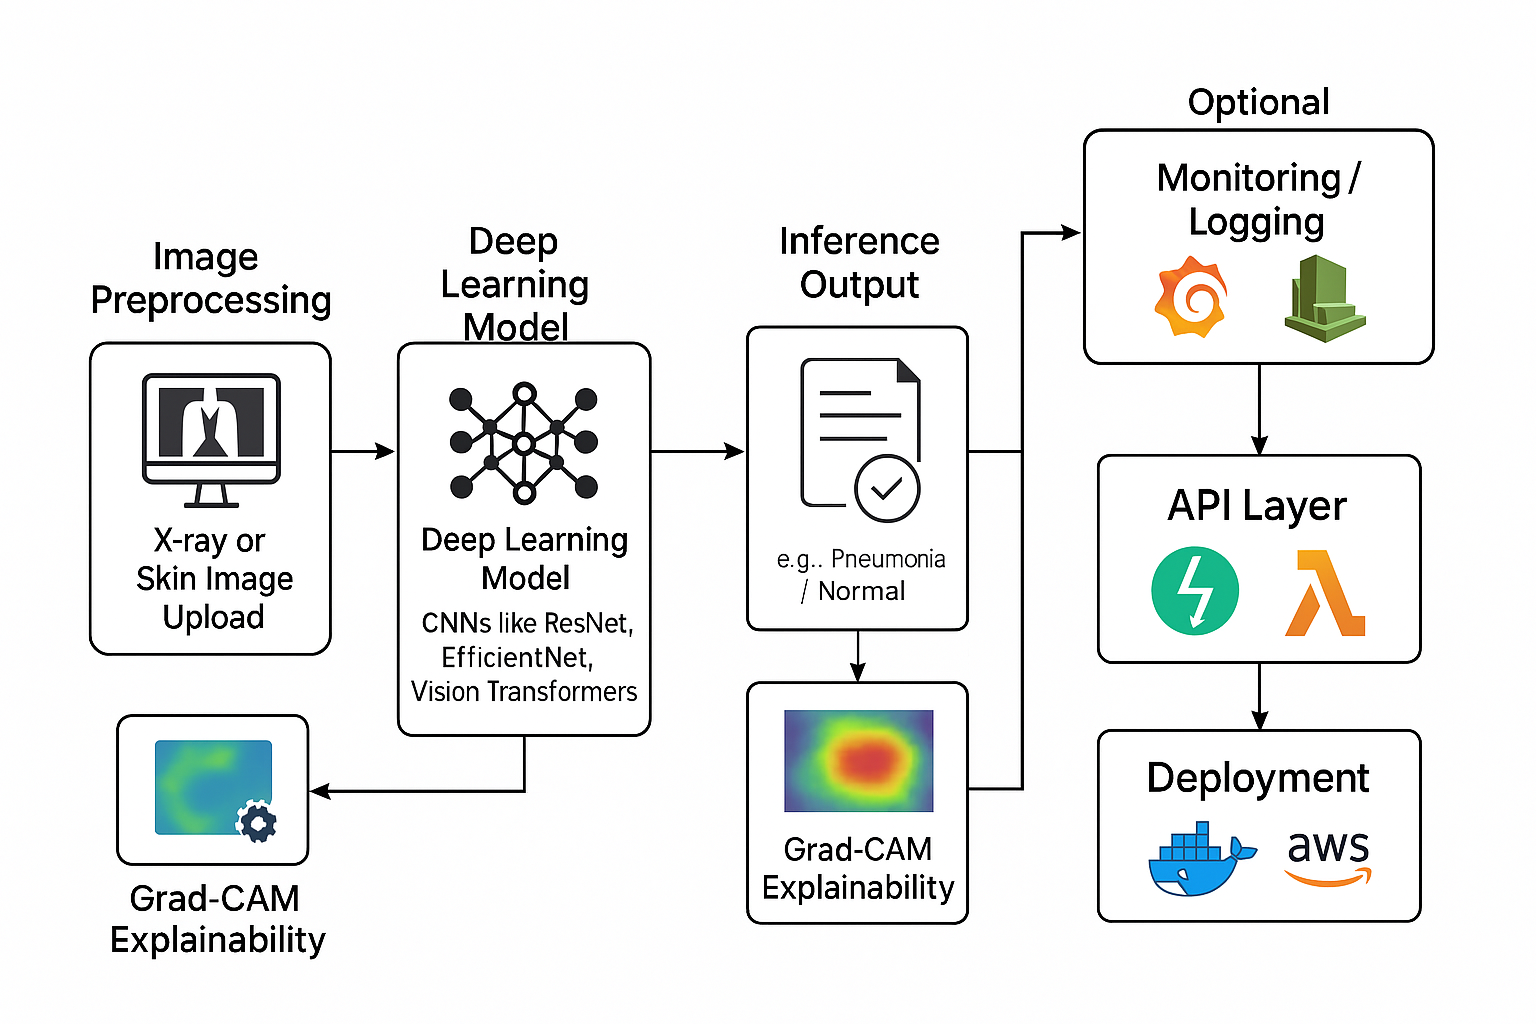 Image
Preprocessing
X-ray or
Skin Image
Upload
Grad-CAM
Explainability
Deep
Learning
Model
Deep Learning
Model
CNNs like ResNet,
EfficientNet,
Vision Transformers
Inference
Output
e.g.. Pneumonia
/ Normal
Grad-CAM
Explainability
Optional
Monitoring /
Logging
API Layer
Deployment
aws